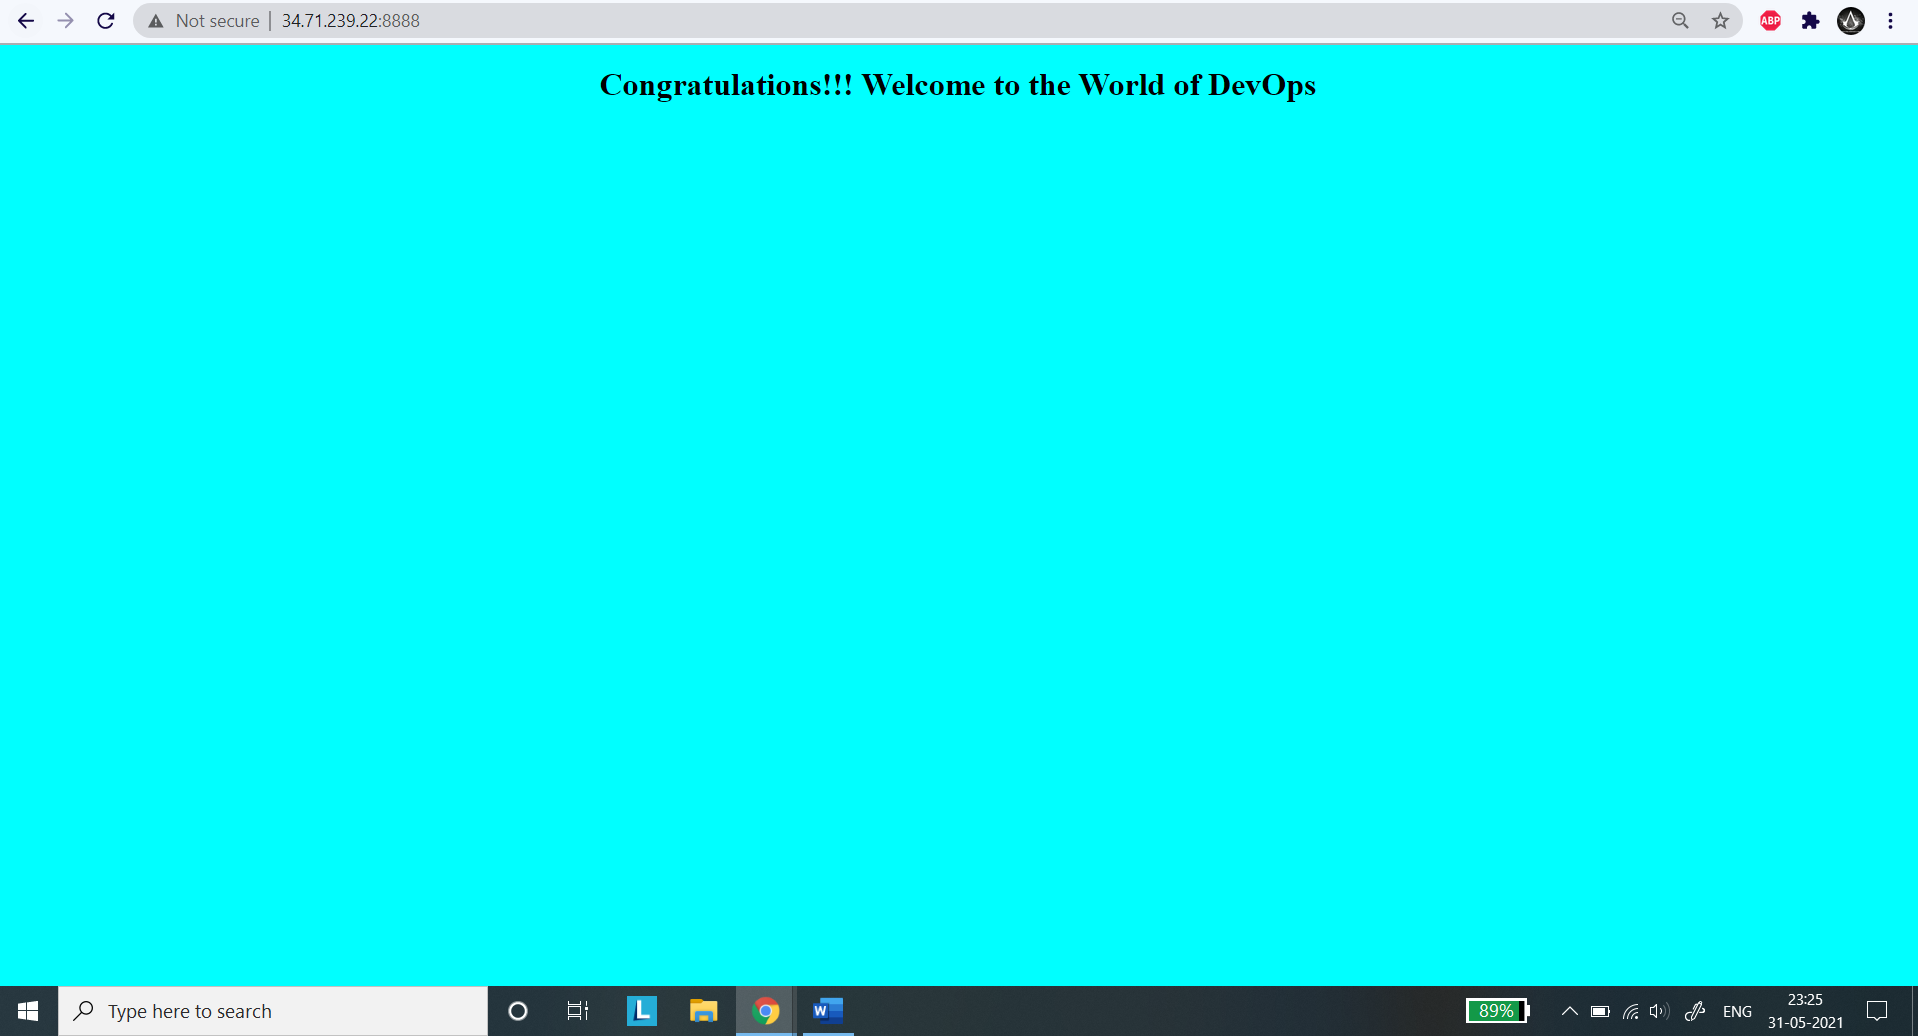 Not secure | 34.71.239.22:8888
ABP
Congratulations!!! Welcome to the World of DevOps
Type here to search
L
W
89%
ENG
23:25
31-05-2021